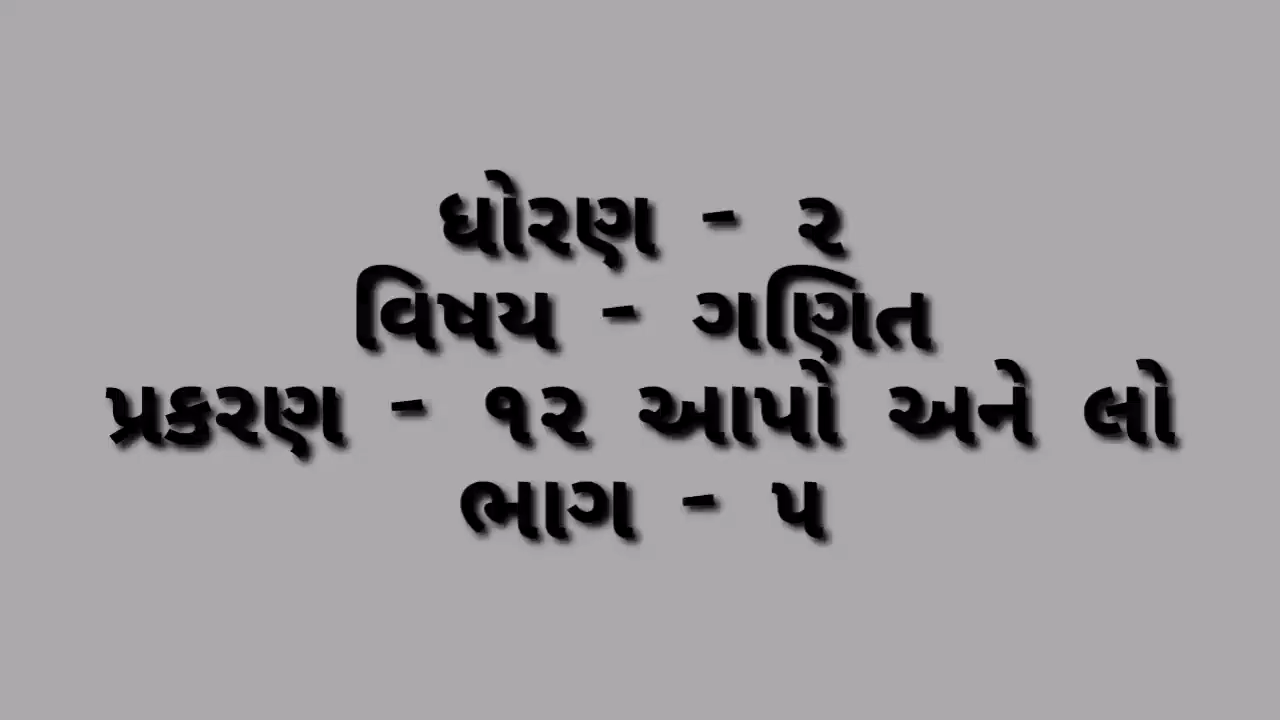 ધોરણ - ૨
વિષય - ગણિત
પ્રકરણ - ૧૨ આપો અને લો
ભાગ - ૫